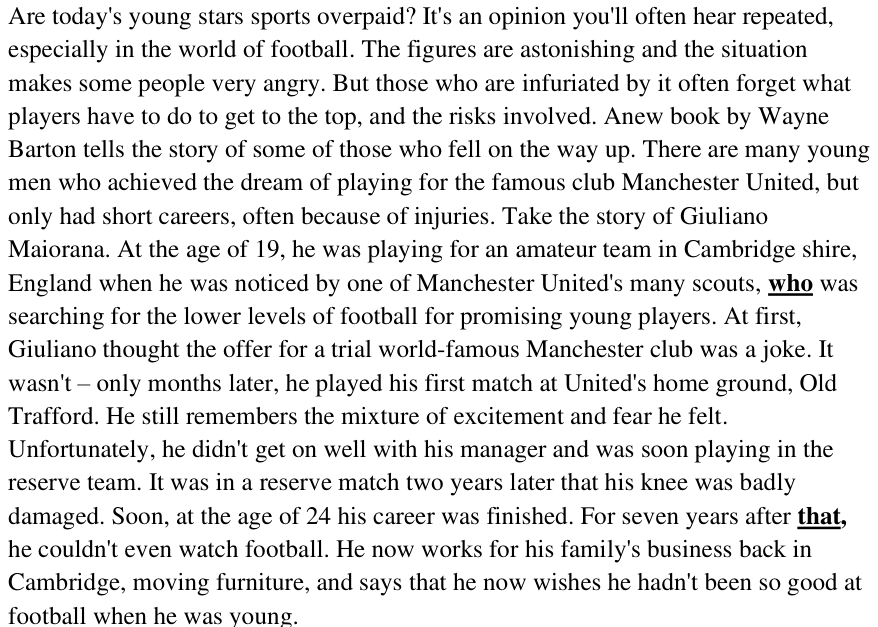 Are today's young stars sports overpaid? It's an opinion you'll often hear repeated,
especially in the world of football. The figures are astonishing and the situation
makes some people very angry. But those who are infuriated by it often forget what
players have to do to get to the top, and the risks involved. Anew book by Wayne
Barton tells the story of some of those who fell on the way up. There are many young
men who achieved the dream of playing for the famous club Manchester United, but
only had short careers, often because of injuries. Take the story of Giuliano
Maiorana. At the age of 19, he was playing for an amateur team in Cambridge shire,
England when he was noticed by one of Manchester United's many scouts, who was
searching for the lower levels of football for promising young players. At first,
Giuliano thought the offer for a trial world-famous Manchester club was a joke. It
wasn't – only months later, he played his first match at United's home ground, Old
Trafford. He still remembers the mixture of excitement and fear he felt.
Unfortunately, he didn't get on well with his manager and was soon playing in the
reserve team. It was in a reserve match two years later that his knee was badly
damaged. Soon, at the age of 24 his career was finished. For seven years after that,
he couldn't even watch football. He now works for his family's business back in
Cambridge, moving furniture, and says that he now wishes he hadn't been so good at
football when he was young.